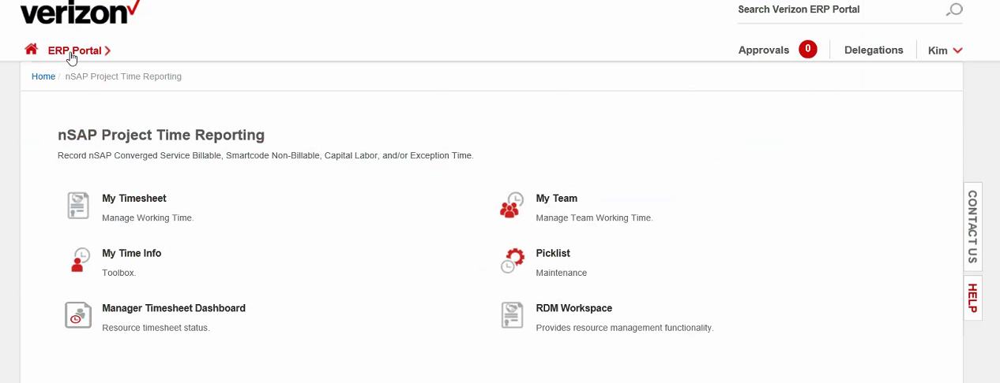 verizon
Search Verizon ERP Portal
ERP Portal
Approvals 0 Delegations Kim
Home / nSAP Project Time Reporting
nSAP Project Time Reporting
Record nSAP Converged Service Billable, Smartcode Non-Billable, Capital Labor, and/or Exception Time.
My Timesheet
Manage Working Time.
My Team
Manage Team Working Time.
My Time Info
Toolbox.
Picklist
Maintenance
Manager Timesheet Dashboard
Resource timesheet status.
RDM Workspace
Provides resource management functionality.
CONTACT US
HELP